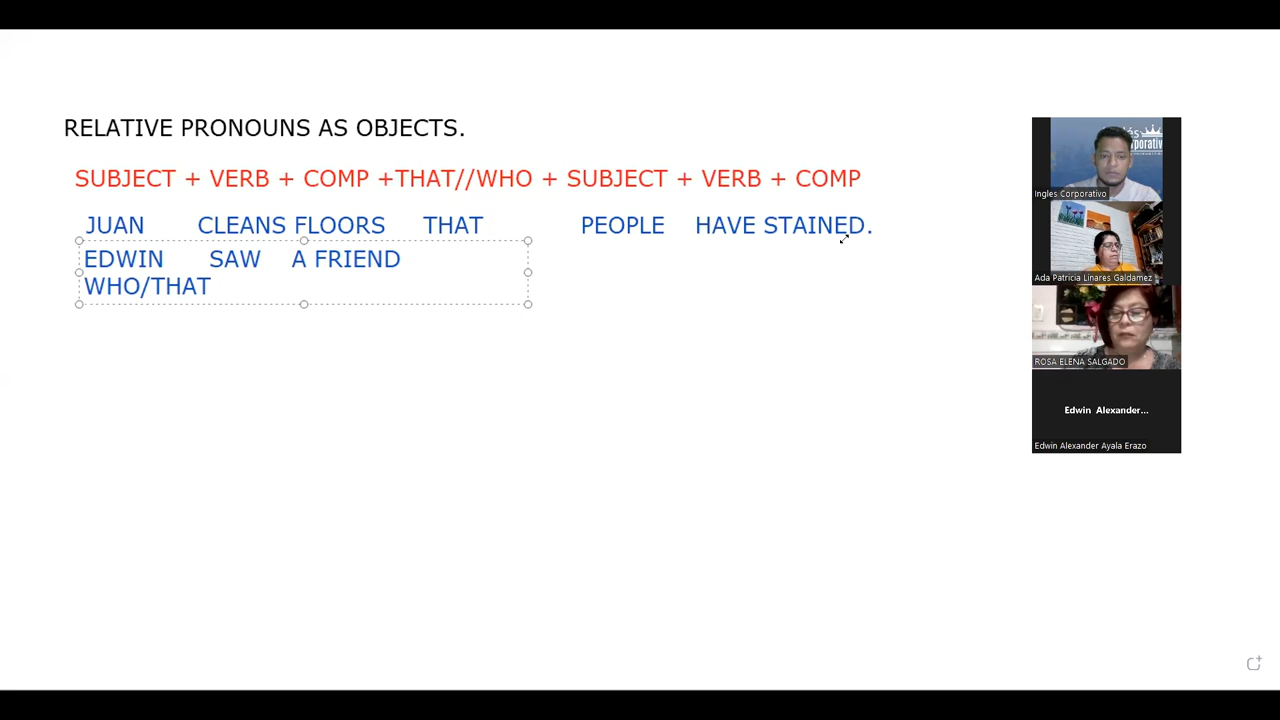 RELATIVE PRONOUNS AS OBJECTS.
SUBJECT + VERB + COMP +THAT//WHO + SUBJECT + VERB + COMP
JUAN CLEANS FLOORS THAT PEOPLE HAVE STAINED.
EDWIN SAW A FRIEND
WHO/THAT
Ingles Corporativo
Ada Patricia Linares Galdamez
ROSA ELENA SALGADO
Edwin Alexander...
Edwin Alexander Ayala Erazo